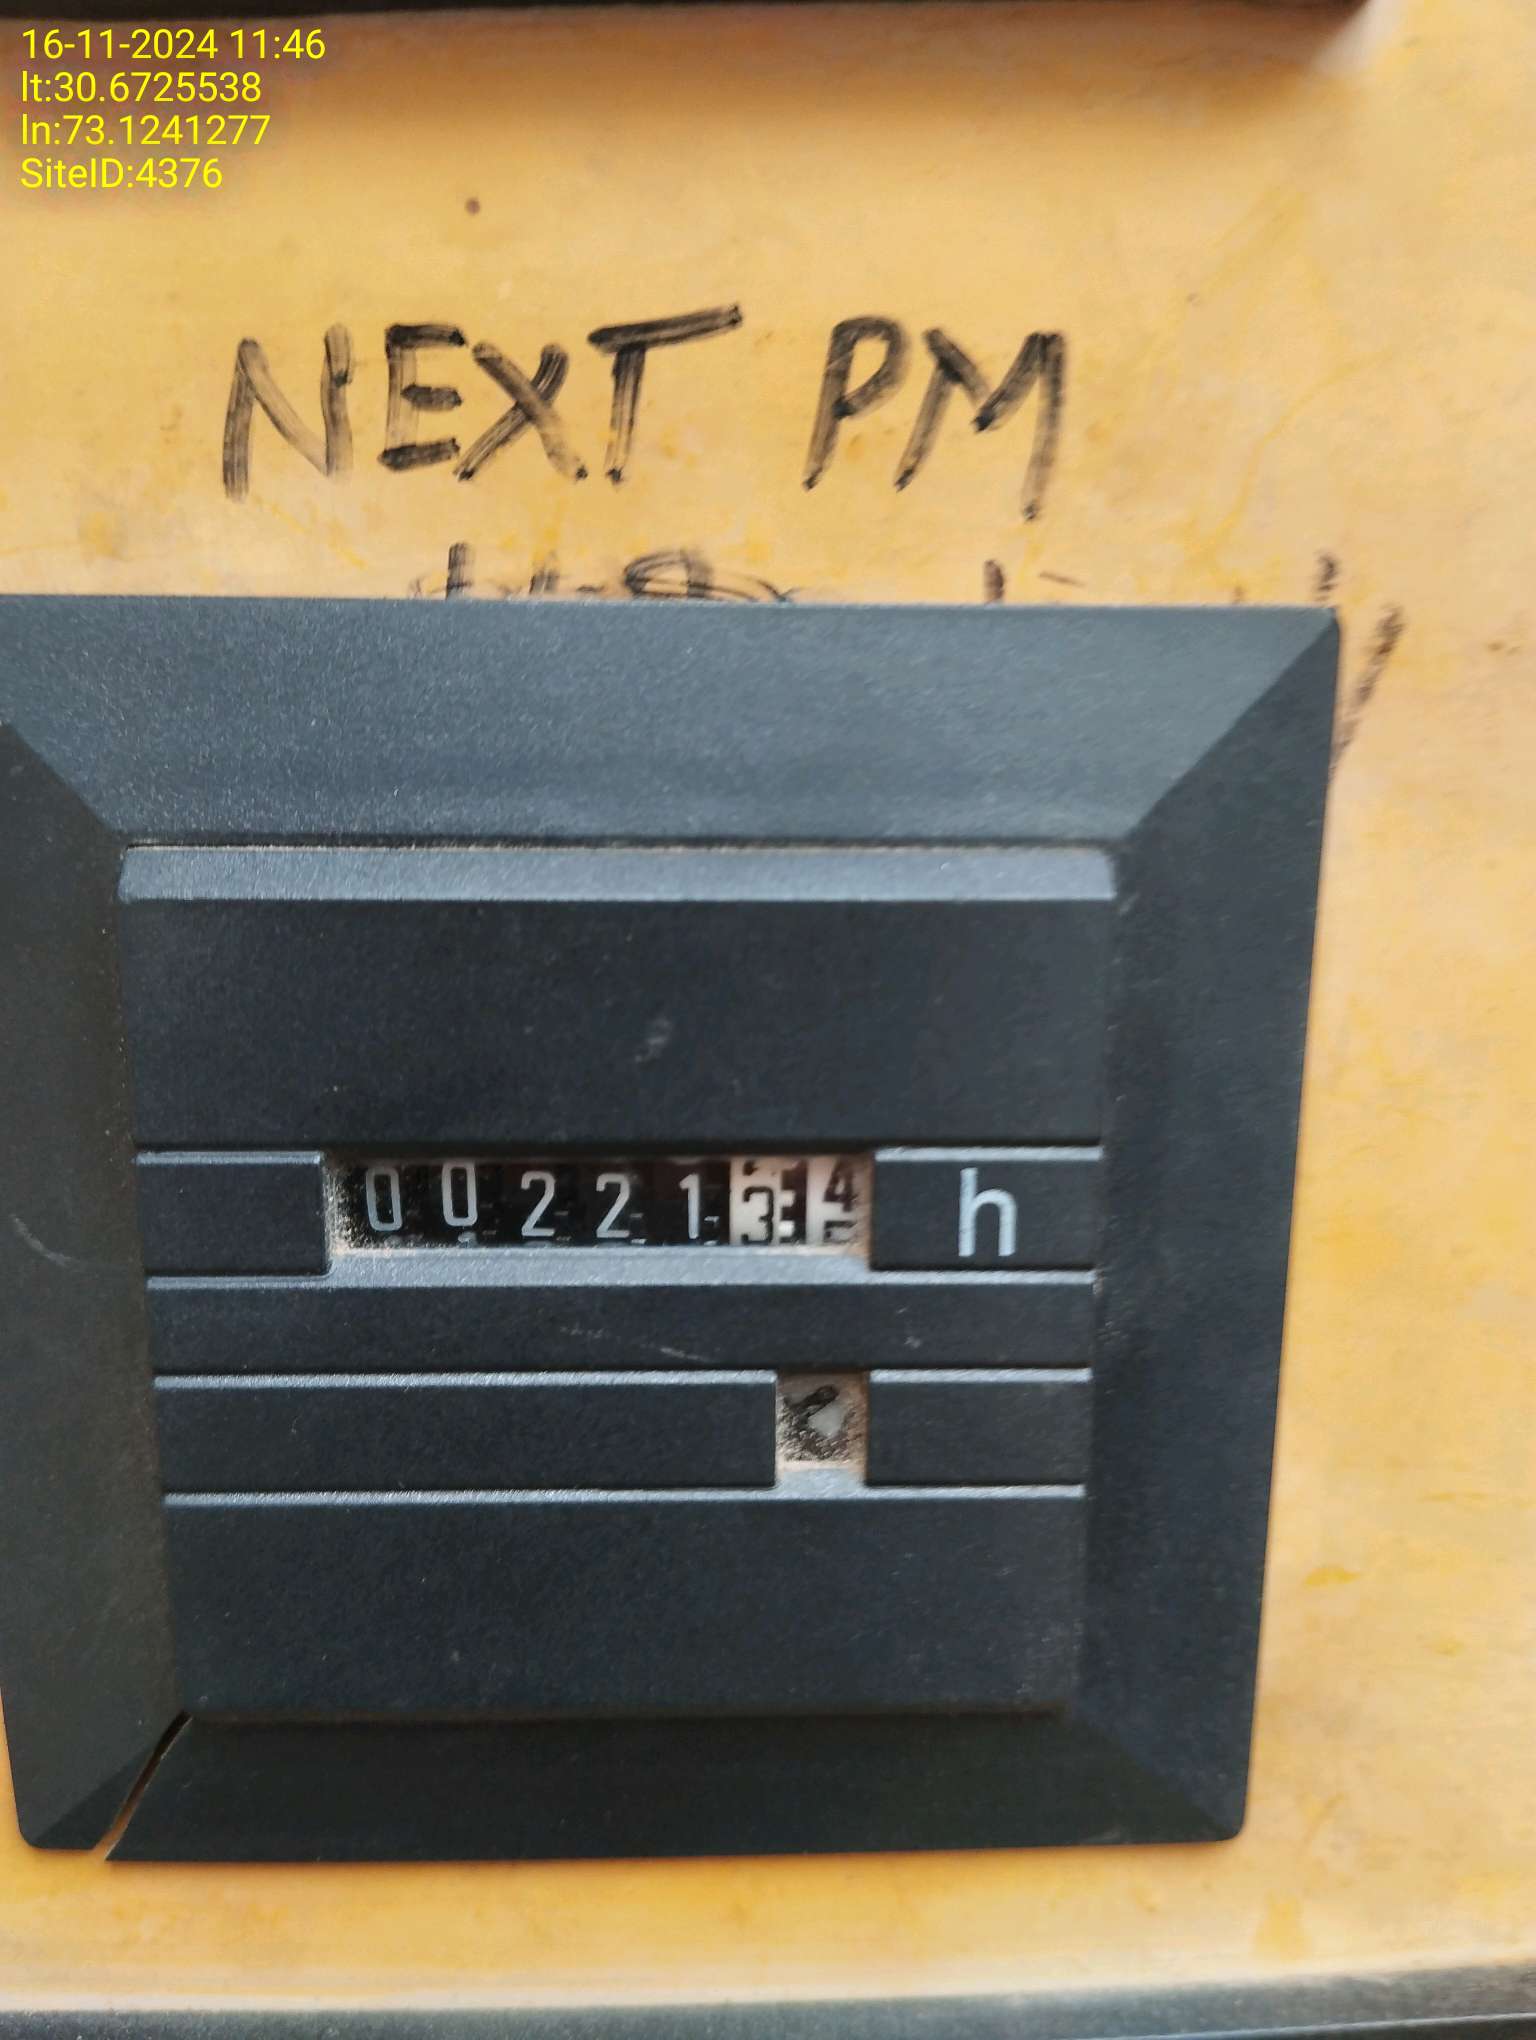 16-11-2024 11:46
lt:30.6725538
ln:73.1241277
SiteID:4376
NEXT PM
0022134 h